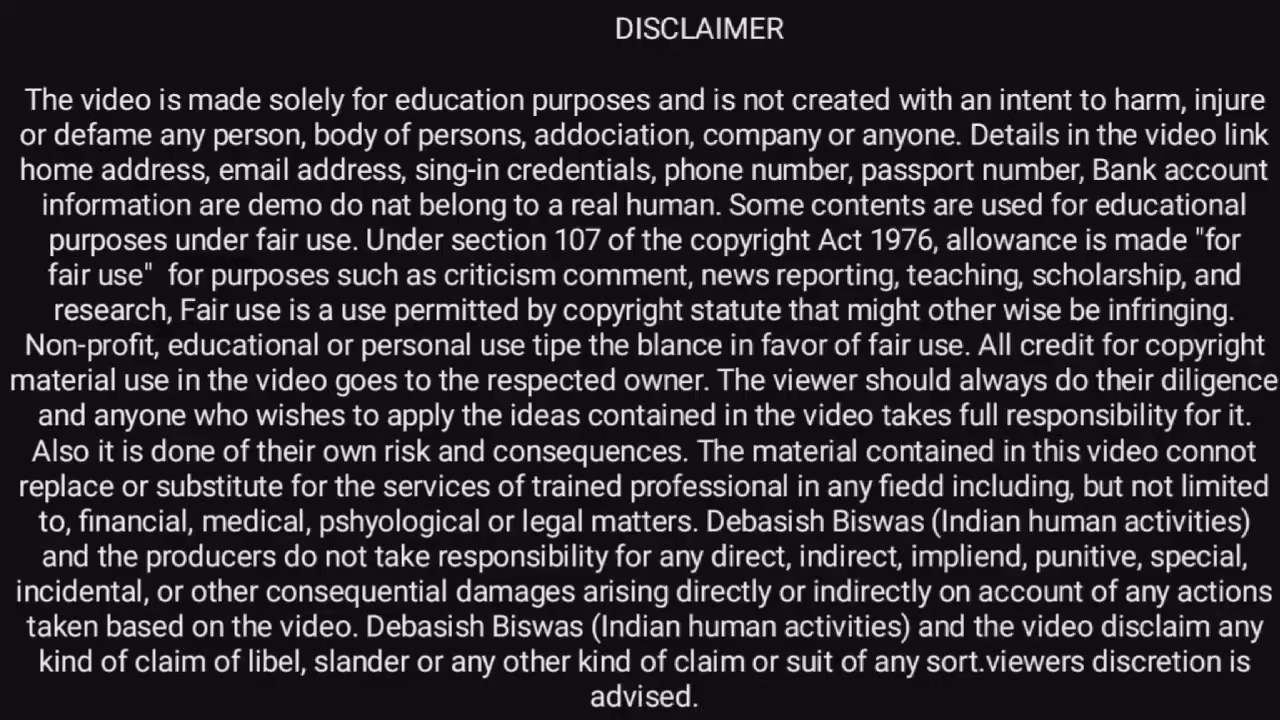 DISCLAIMER
The video is made solely for education purposes and is not created with an intent to harm, injure
or defame any person, body of persons, addociation, company or anyone. Details in the video link
home address, email address, sing-in credentials, phone number, passport number, Bank account
information are demo do nat belong to a real human. Some contents are used for educational
purposes under fair use. Under section 107 of the copyright Act 1976, allowance is made "for
fair use"  for purposes such as criticism comment, news reporting, teaching, scholarship, and
research, Fair use is a use permitted by copyright statute that might other wise be infringing.
Non-profit, educational or personal use tipe the blance in favor of fair use. All credit for copyright
material use in the video goes to the respected owner. The viewer should always do their diligence
and anyone who wishes to apply the ideas contained in the video takes full responsibility for it.
Also it is done of their own risk and consequences. The material contained in this video connot
replace or substitute for the services of trained professional in any fiedd including, but not limited
to, financial, medical, pshyological or legal matters. Debasish Biswas (Indian human activities)
and the producers do not take responsibility for any direct, indirect, impliend, punitive, special,
incidental, or other consequential damages arising directly or indirectly on account of any actions
taken based on the video. Debasish Biswas (Indian human activities) and the video disclaim any
kind of claim of libel, slander or any other kind of claim or suit of any sort.viewers discretion is
advised.